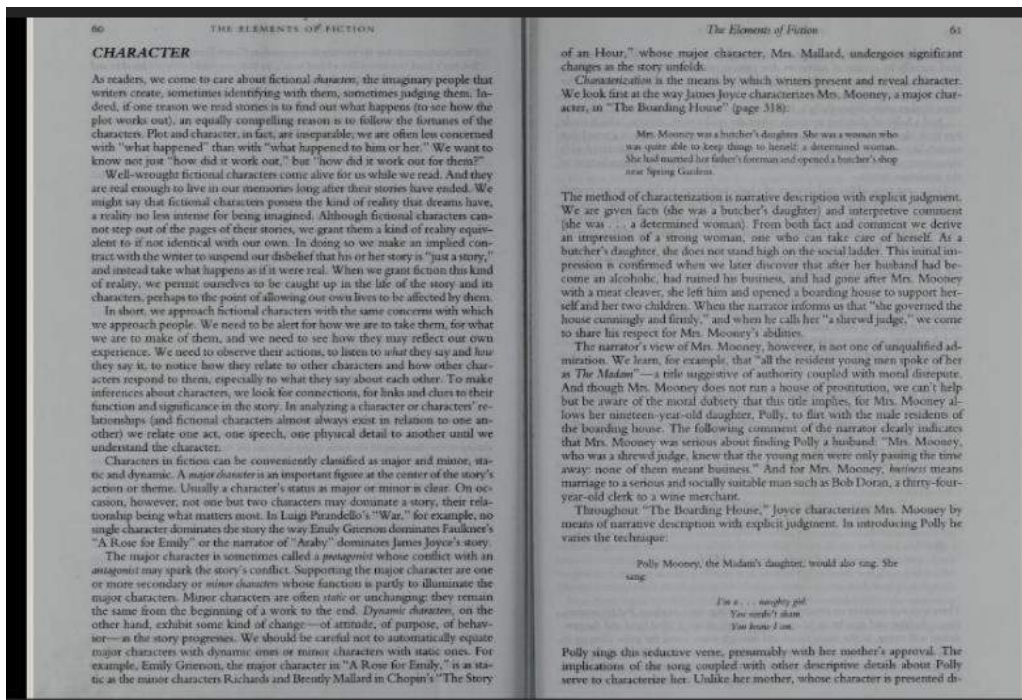 60 THE ELEMENTS OF FICTION
CHARACTER
As readers, we come to care about fictional characters, the imaginary people that
writers create, sometimes identifying with them, sometimes judging them. In-
deed, if one reason we read stories is to find out what happens (to see how the
plot works out), an equally compelling reason is to follow the fortunes of the
characters. Plot and character, in fact, are inseparable; we are often less concerned
with "what happened" than with "what happened to him or her." We want to
know not just "how did it work out," but "how did it work out for them?"
Well-wrought fictional characters come alive for us while we read. And they
are real enough to live in our memories long after their stories have ended. We
might say that fictional characters possess the kind of reality that dreams have,
a reality no less intense for being imagined. Although fictional characters can-
not step out of the pages of their stories, we grant them a kind of reality equiv-
alent to if not identical with our own. In doing so we make an implied con-
tract with the writer to suspend our disbelief that his or her story is "just a story,"
and instead take what happens as if it were real. When we grant fiction this kind
of reality, we permit ourselves to be caught up in the life of the story and its
characters, perhaps to the point of allowing our own lives to be affected by them.
In short, we approach fictional characters with the same concerns with which
we approach people. We need to be alert for how we are to take them, for what
we are to make of them, and we need to see how they may reflect our own
experience. We need to observe their actions, to listen to what they say and how
they say it, to notice how they relate to other characters and how other char-
acters respond to them, especially to what they say about each other. To make
inferences about characters, we look for connections, for links and clues to their
function and significance in the story. In analyzing a character or characters' re-
lationships (and fictional characters almost always exist in relation to one an-
other) we relate one act, one speech, one physical detail to another until we
understand the character.
Characters in fiction can be conveniently classified as major and minor, sta-
tic and dynamic. A major character is an important figure at the center of the story's
action or theme. Usually a character's status as major or minor is clear. On oc-
casion, however, not one but two characters may dominate a story, their rela-
tionship being what matters most. In Luigi Pirandello's "War," for example, no
single character dominates the story the way Emily Grierson dominates Faulkner's
"A Rose for Emily" or the narrator of "Araby" dominates James Joyce's story.
The major character is sometimes called a protagonist whose conflict with an
antagonist may spark the story's conflict. Supporting the major character are one
or more secondary or minor characters whose function is partly to illuminate the
major characters. Minor characters are often static or unchanging: they remain
the same from the beginning of a work to the end. Dynamic characters, on the
other hand, exhibit some kind of change—of attitude, of purpose, of behav-
ior—as the story progresses. We should be careful not to automatically equate
major characters with dynamic ones or minor characters with static ones. For
example, Emily Grierson, the major character in "A Rose for Emily," is as sta-
tic as the minor characters Richards and Brently Mallard in Chopin's "The Story
The Elements of Fiction 61
of an Hour," whose major character, Mrs. Mallard, undergoes significant
changes as the story unfolds.
Characterization is the means by which writers present and reveal character.
We look first at the way James Joyce characterizes Mrs. Mooney, a major char-
acter, in "The Boarding House" (page 318):
Mrs. Mooney was a butcher's daughter. She was a woman who
was quite able to keep things to herself: a determined woman.
She had married her father's foreman and opened a butcher's shop
near Spring Gardens.
The method of characterization is narrative description with explicit judgment.
We are given facts (she was a butcher's daughter) and interpretive comment
(she was . . . a determined woman). From both fact and comment we derive
an impression of a strong woman, one who can take care of herself. As a
butcher's daughter, she does not stand high on the social ladder. This initial im-
pression is confirmed when we later discover that after her husband had be-
come an alcoholic, had ruined his business, and had gone after Mrs. Mooney
with a meat cleaver, she left him and opened a boarding house to support her-
self and her two children. When the narrator informs us that "she governed the
house cunningly and firmly," and when he calls her "a shrewd judge," we come
to share his respect for Mrs. Mooney's abilities.
The narrator's view of Mrs. Mooney, however, is not one of unqualified ad-
miration. We learn, for example, that "all the resident young men spoke of her
as The Madam"—a title suggestive of authority coupled with moral disrepute.
And though Mrs. Mooney does not run a house of prostitution, we can't help
but be aware of the moral dubiety that this title implies, for Mrs. Mooney al-
lows her nineteen-year-old daughter, Polly, to flirt with the male residents of
the boarding house. The following comment of the narrator clearly indicates
that Mrs. Mooney was serious about finding Polly a husband: "Mrs. Mooney,
who was a shrewd judge, knew that the young men were only passing the time
away: none of them meant business." And for Mrs. Mooney, business means
marriage to a serious and socially suitable man such as Bob Doran, a thirty-four-
year-old clerk to a wine merchant.
Throughout "The Boarding House," Joyce characterizes Mrs. Mooney by
means of narrative description with explicit judgment. In introducing Polly he
varies the technique:
Polly Mooney, the Madam's daughter, would also sing. She
sang:
I'm a . . . naughty girl.
You needn't sham:
You know I am.
Polly sings this seductive verse, presumably with her mother's approval. The
implications of the song coupled with other descriptive details about Polly
serve to characterize her. Unlike her mother, whose character is presented di-